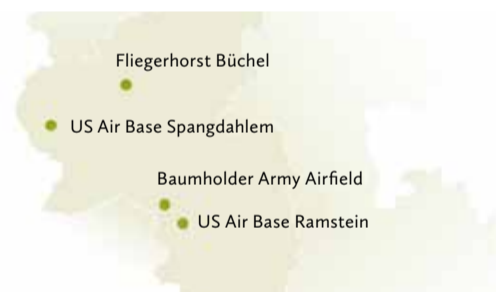 Fliegerhorst Büchel
US Air Base Spangdahlem
Baumholder Army Airfield
US Air Base Ramstein